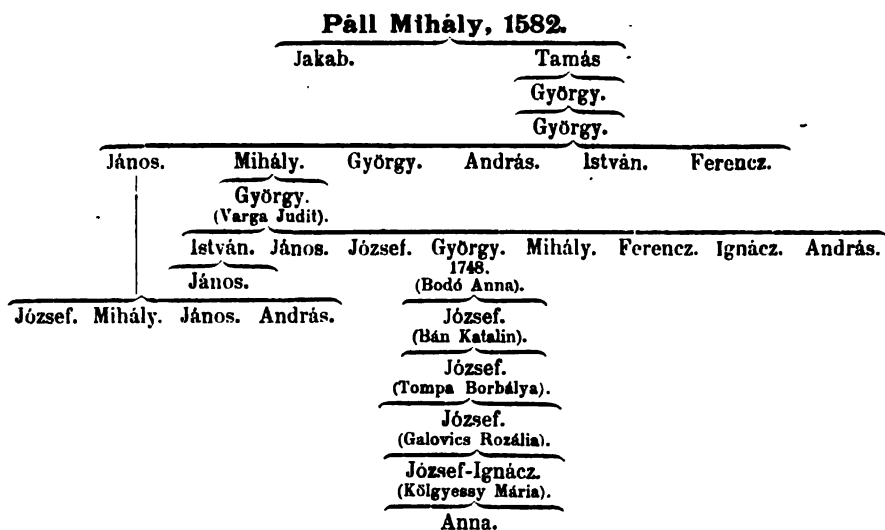 Páll Mihály, 1582.
Jakab. Tamás
György.
György.
János. Mihály. György. András. István. Ferencz.
György.
(Varga Judit).
István. János. József. György. Mihály. Ferencz. Ignácz. András.
1748.
János. (Bodó Anna).
József. Mihály. János. András. József.
(Bán Katalin).
József.
(Tompa Borbálya).
József.
(Galovics Rozália).
József-Ignácz.
(Kölgyessy Mária).
Anna.